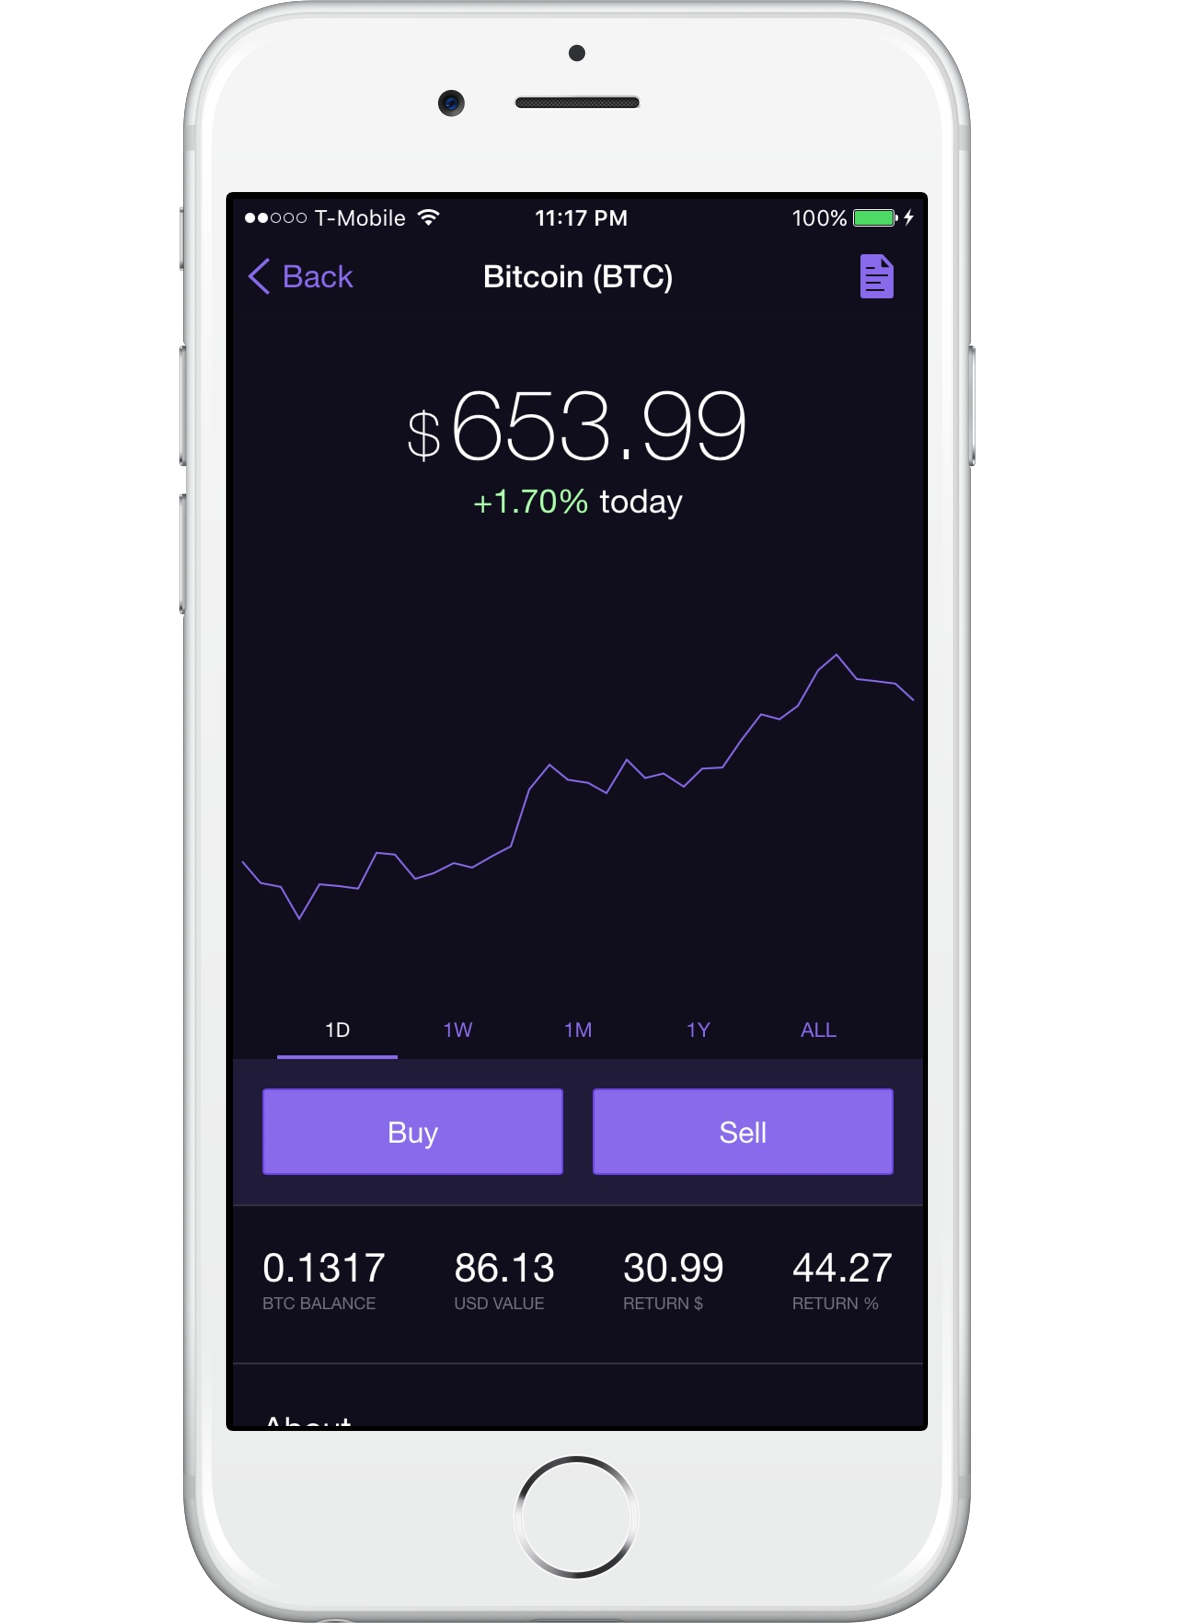 T-Mobile 11:17 PM 100%
Back Bitcoin (BTC)
$653.99
+1.70% today
1D 1W 1M 1Y ALL
Buy Sell
0.1317 86.13 30.99 44.27
BTC BALANCE USD VALUE RETURN $ RETURN %
About